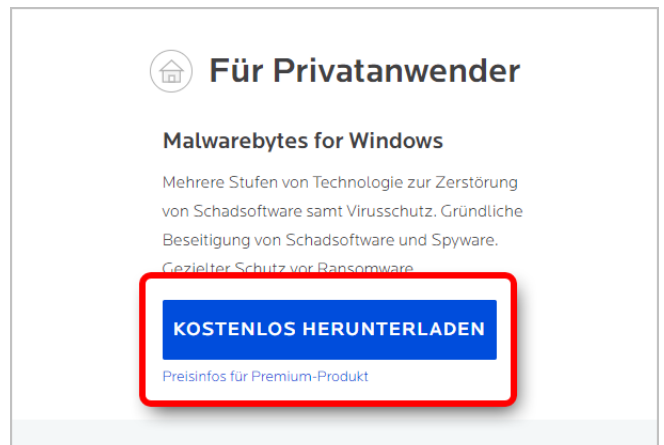 Für Privatanwender
Malwarebytes for Windows
Mehrere Stufen von Technologie zur Zerstörung
von Schadsoftware samt Virusschutz. Gründliche
Beseitigung von Schadsoftware und Spyware.
Gezielter Schutz vor Ransomware
KOSTENLOS HERUNTERLADEN
Preisinfos für Premium-Produkt